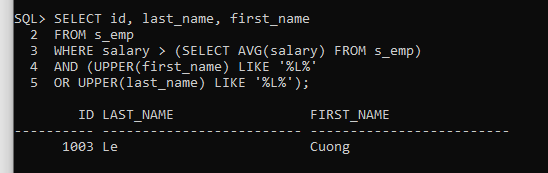 SQL> SELECT id, last_name, first_name
  2  FROM s_emp
  3  WHERE salary > (SELECT AVG(salary) FROM s_emp)
  4  AND (UPPER(first_name) LIKE '%L%'
  5  OR UPPER(last_name) LIKE '%L%');

        ID LAST_NAME                 FIRST_NAME
---------- ------------------------- -------------------------
      1003 Le                        Cuong